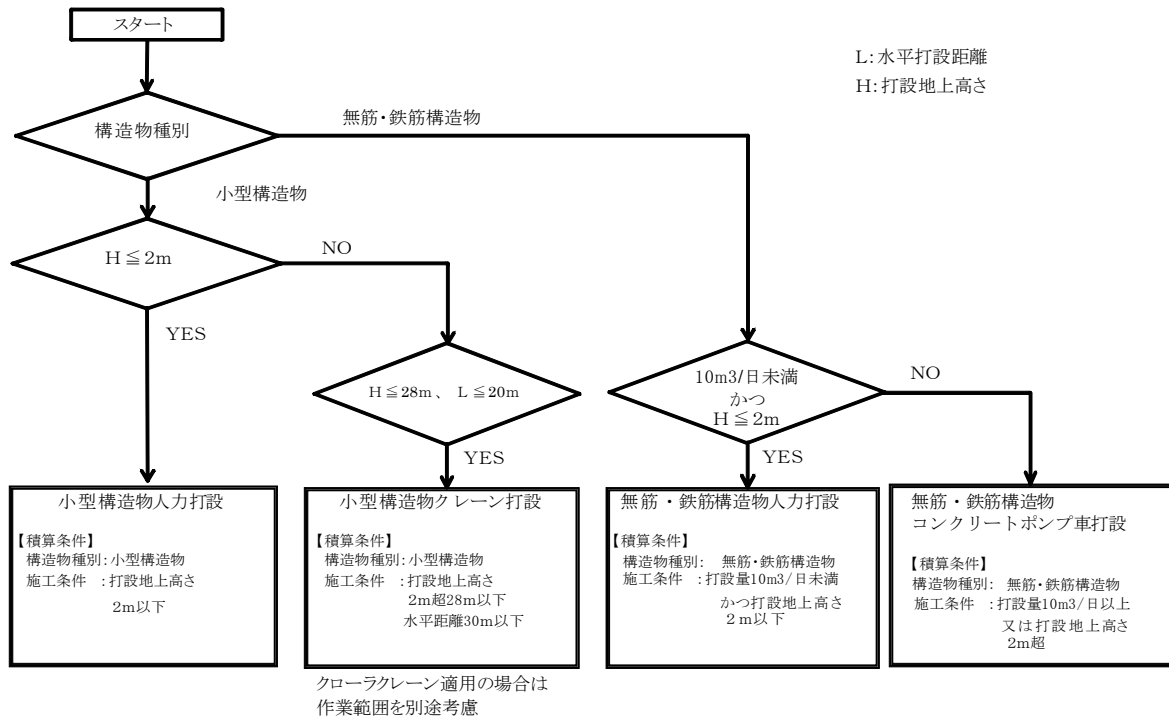 スタート
L:水平打設距離
H:打設地上高さ
構造物種別
無筋・鉄筋構造物
小型構造物
H≦2m
NO
YES
H≦28m、 L≦20m
YES
10m3/日未満
かつ
H≦2m
NO
YES
小型構造物人力打設
【積算条件】
構造物種別:小型構造物
施工条件 :打設地上高さ
2m以下
小型構造物クレーン打設
【積算条件】
構造物種別:小型構造物
施工条件 :打設地上高さ
2m超28m以下
水平距離30m以下
クローラクレーン適用の場合は
作業範囲を別途考慮
無筋・鉄筋構造物人力打設
【積算条件】
構造物種別: 無筋・鉄筋構造物
施工条件 :打設量10m3/日未満
かつ打設地上高さ
2m以下
無筋・鉄筋構造物
コンクリートポンプ車打設
【積算条件】
構造物種別: 無筋・鉄筋構造物
施工条件 :打設量10m3/日以上
又は打設地上高さ
2m超